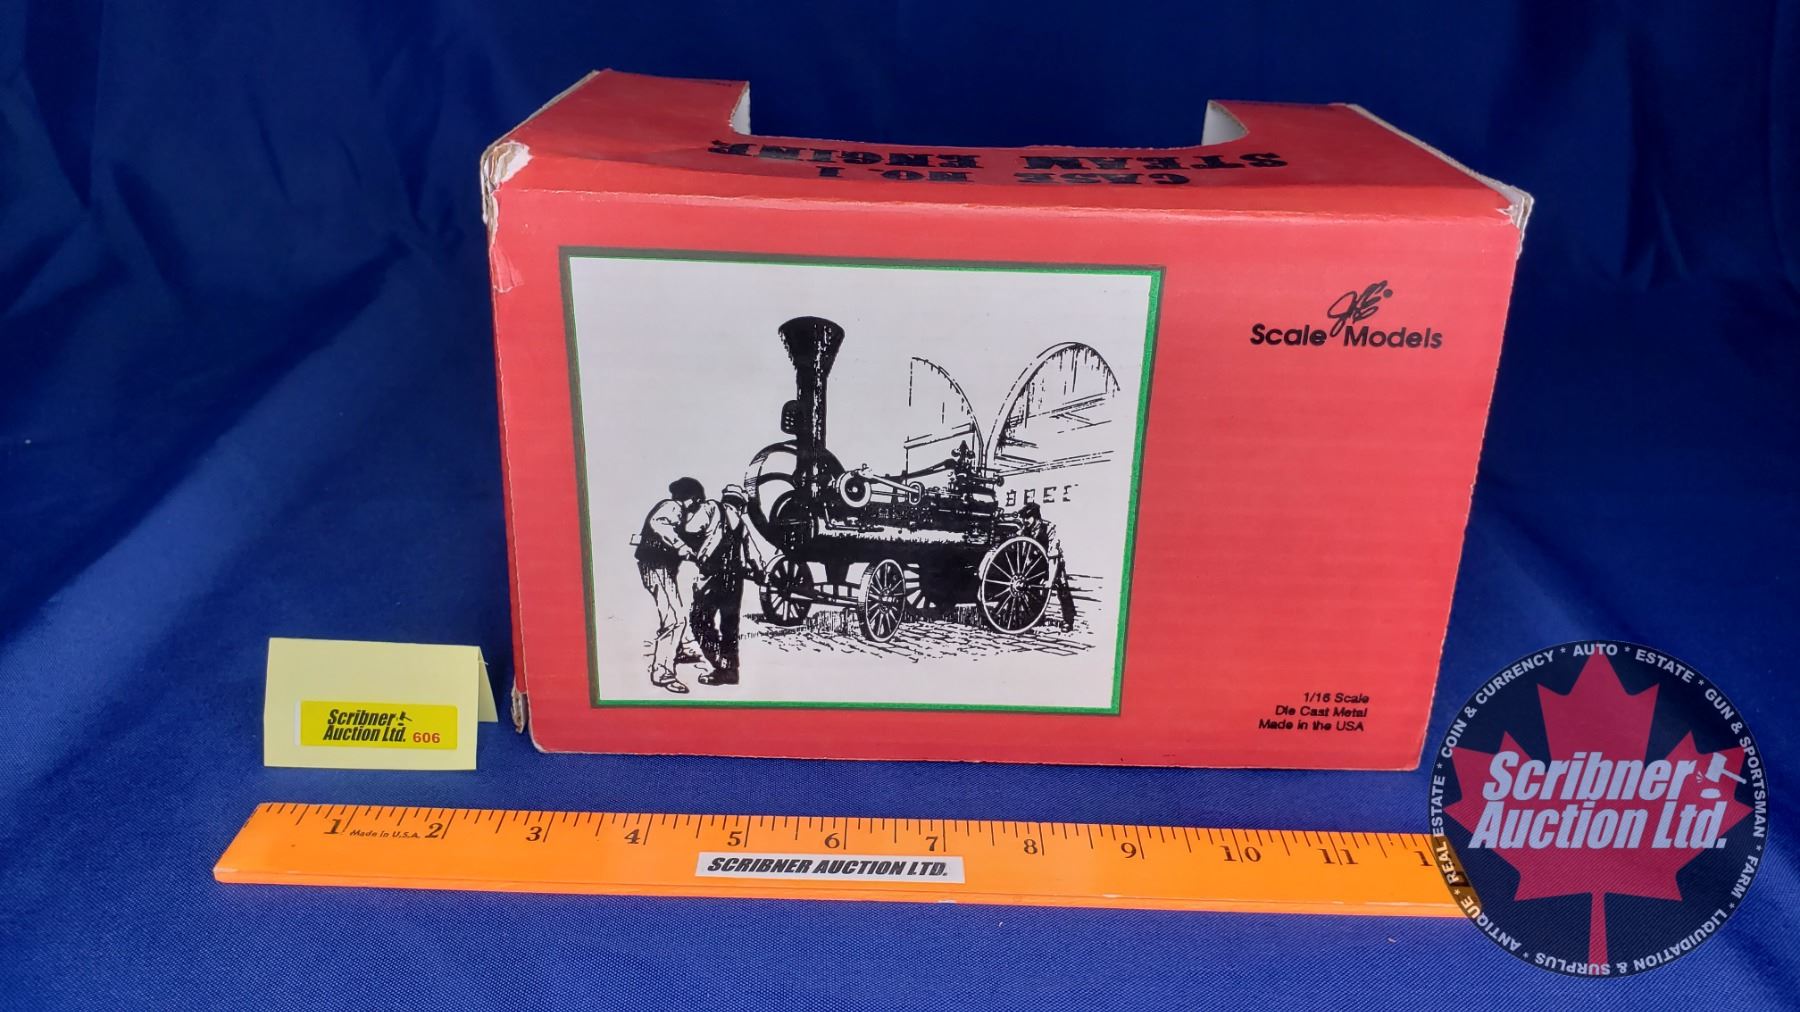 CASE NO. 1
STEAM ENGINE
JLE
Scale Models
1/16 Scale
Die Cast Metal
Made in the USA
Scribner
Auction Ltd. 606
1 2 3 4 5 6 7 8 9 10 11 1
Made in U.S.A.
SCRIBNER AUCTION LTD.
Scribner
Auction Ltd.
ANTIQUE * REAL ESTATE * COIN & CURRENCY * AUTO * ESTATE * GUN & SPORTSMAN * FARM * LIQUIDATION & SURPLUS *